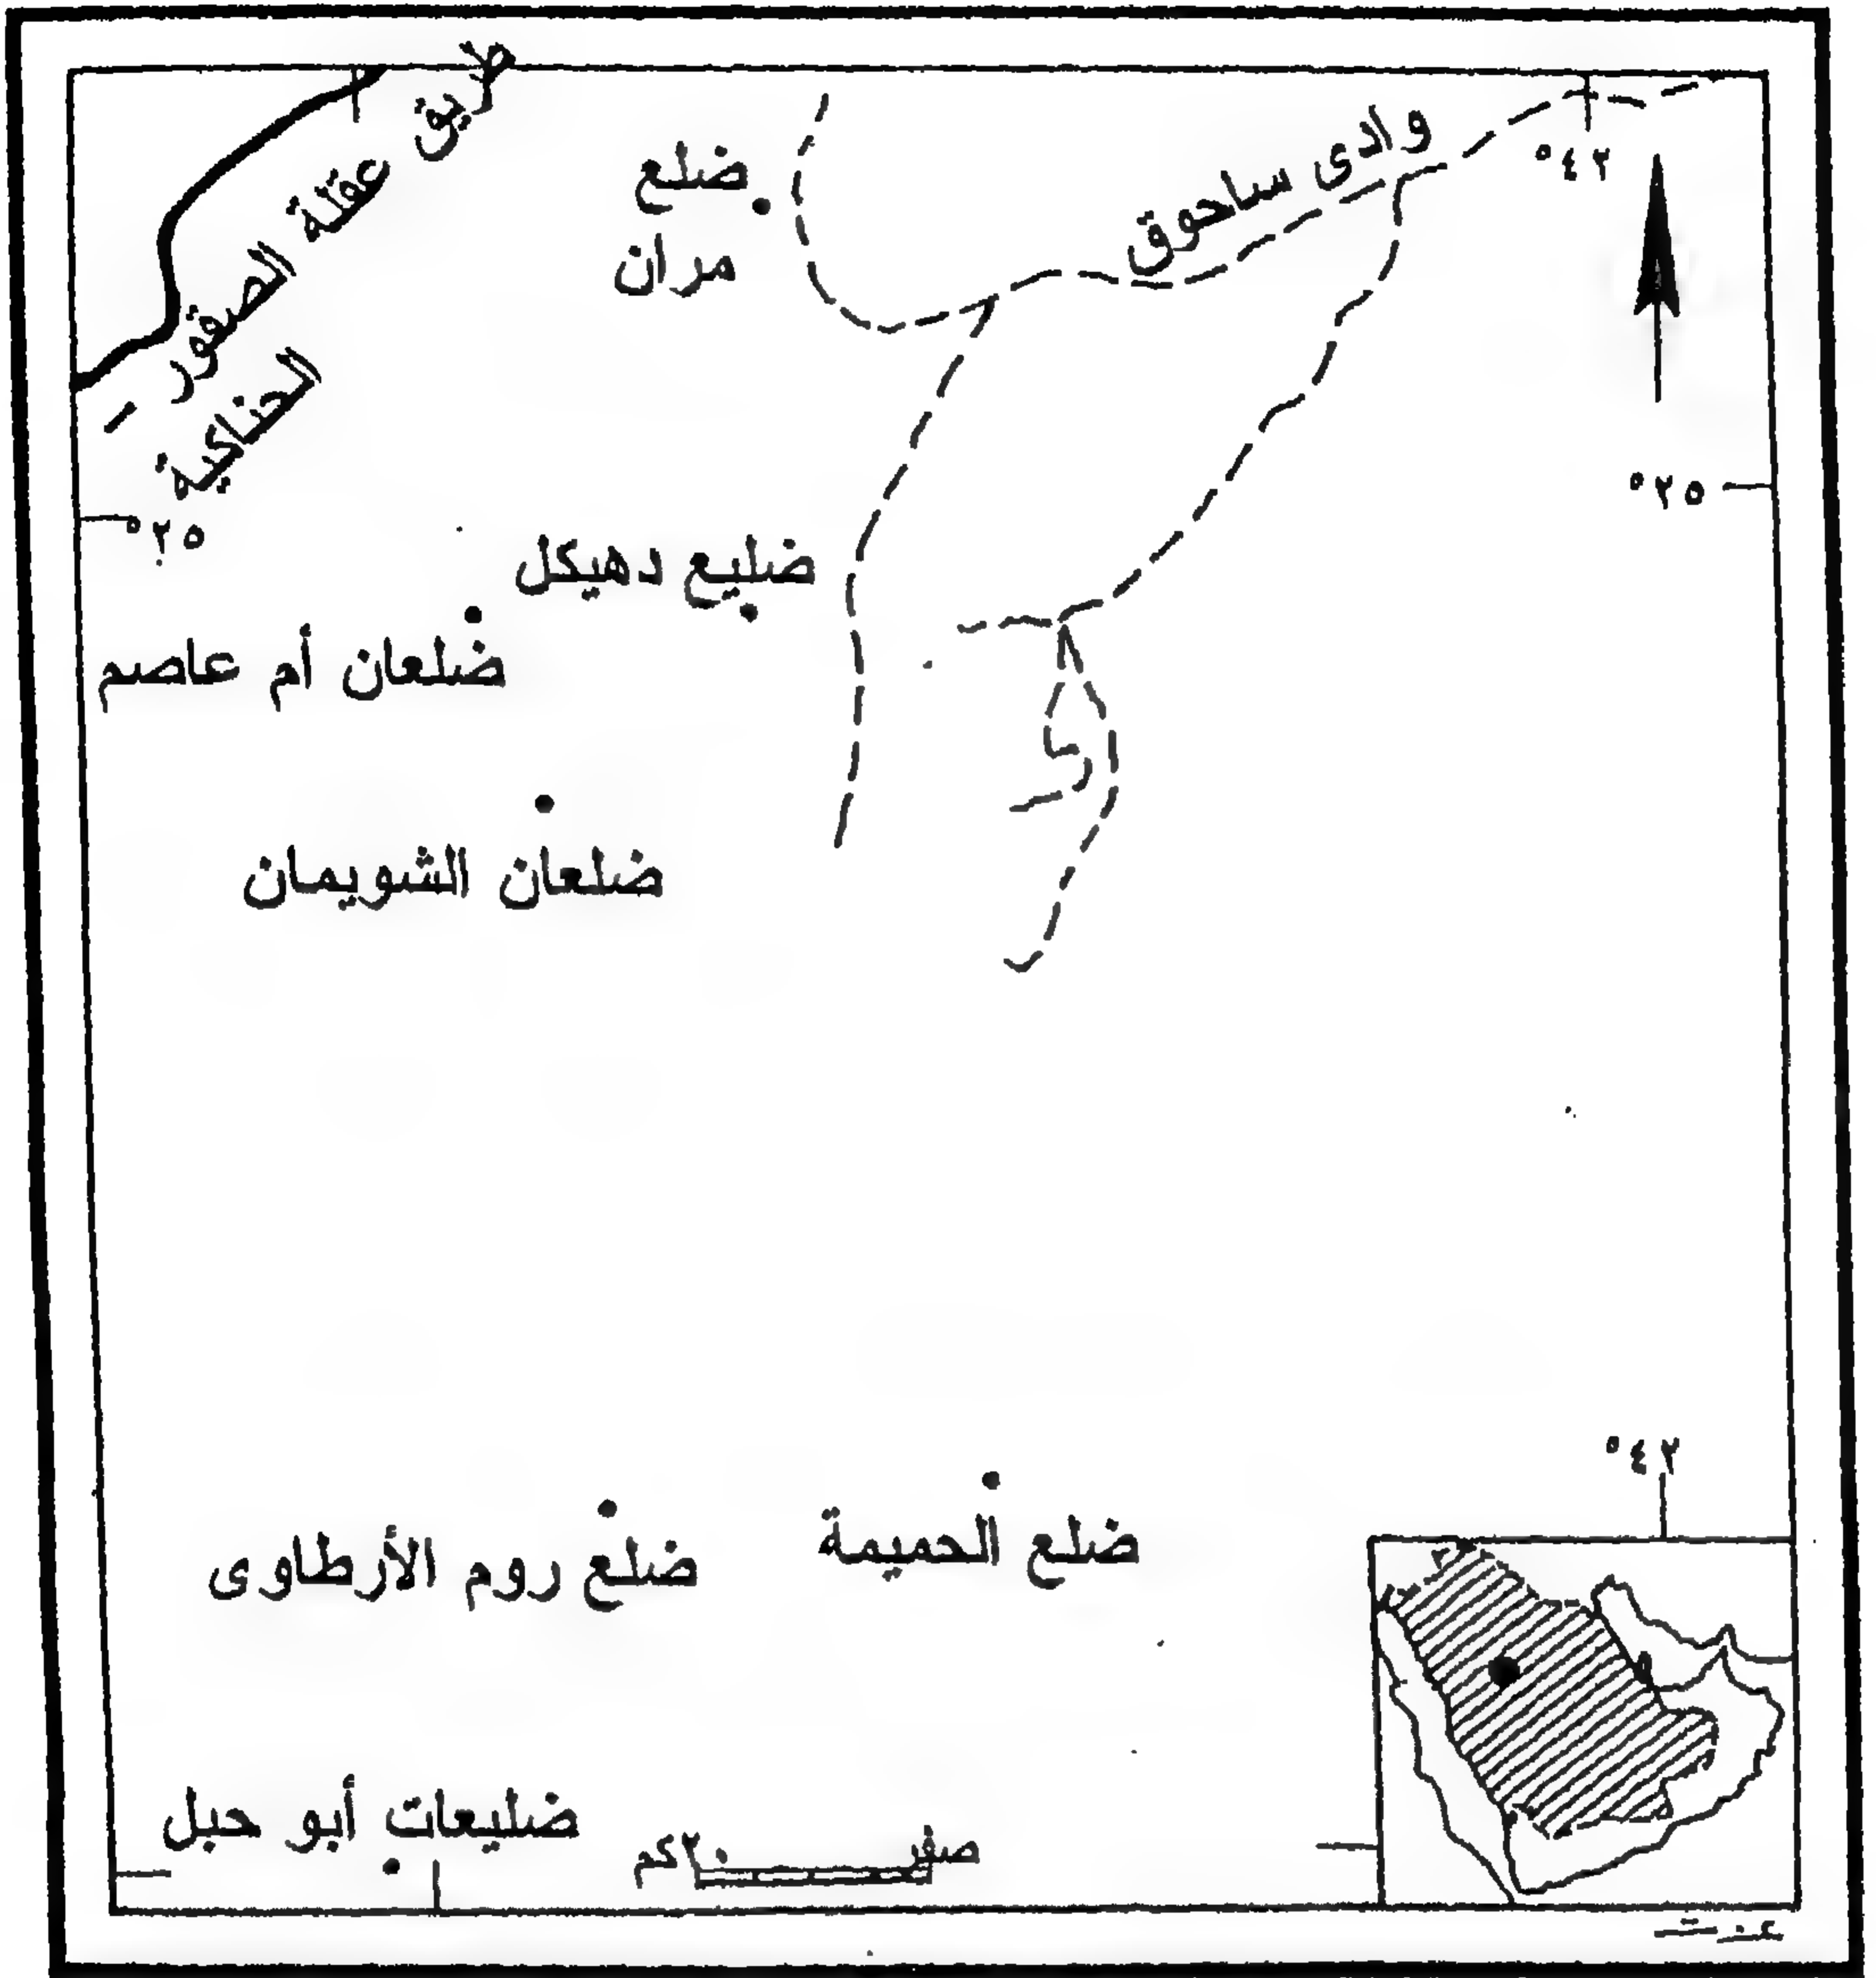 طريق عقلة الصقور –
الحناكية
ضلع
مران
وادى ساحوق
°٤٢
°٢٥
°٢٥
ضليع دهيكل
ضلعان أم عاصم
ضلعان الشويمان
°٤٢
ضلع الحميمة
ضلع روم الأرطاوى
ضليعات أبو حبل
صفر ٢٠كم